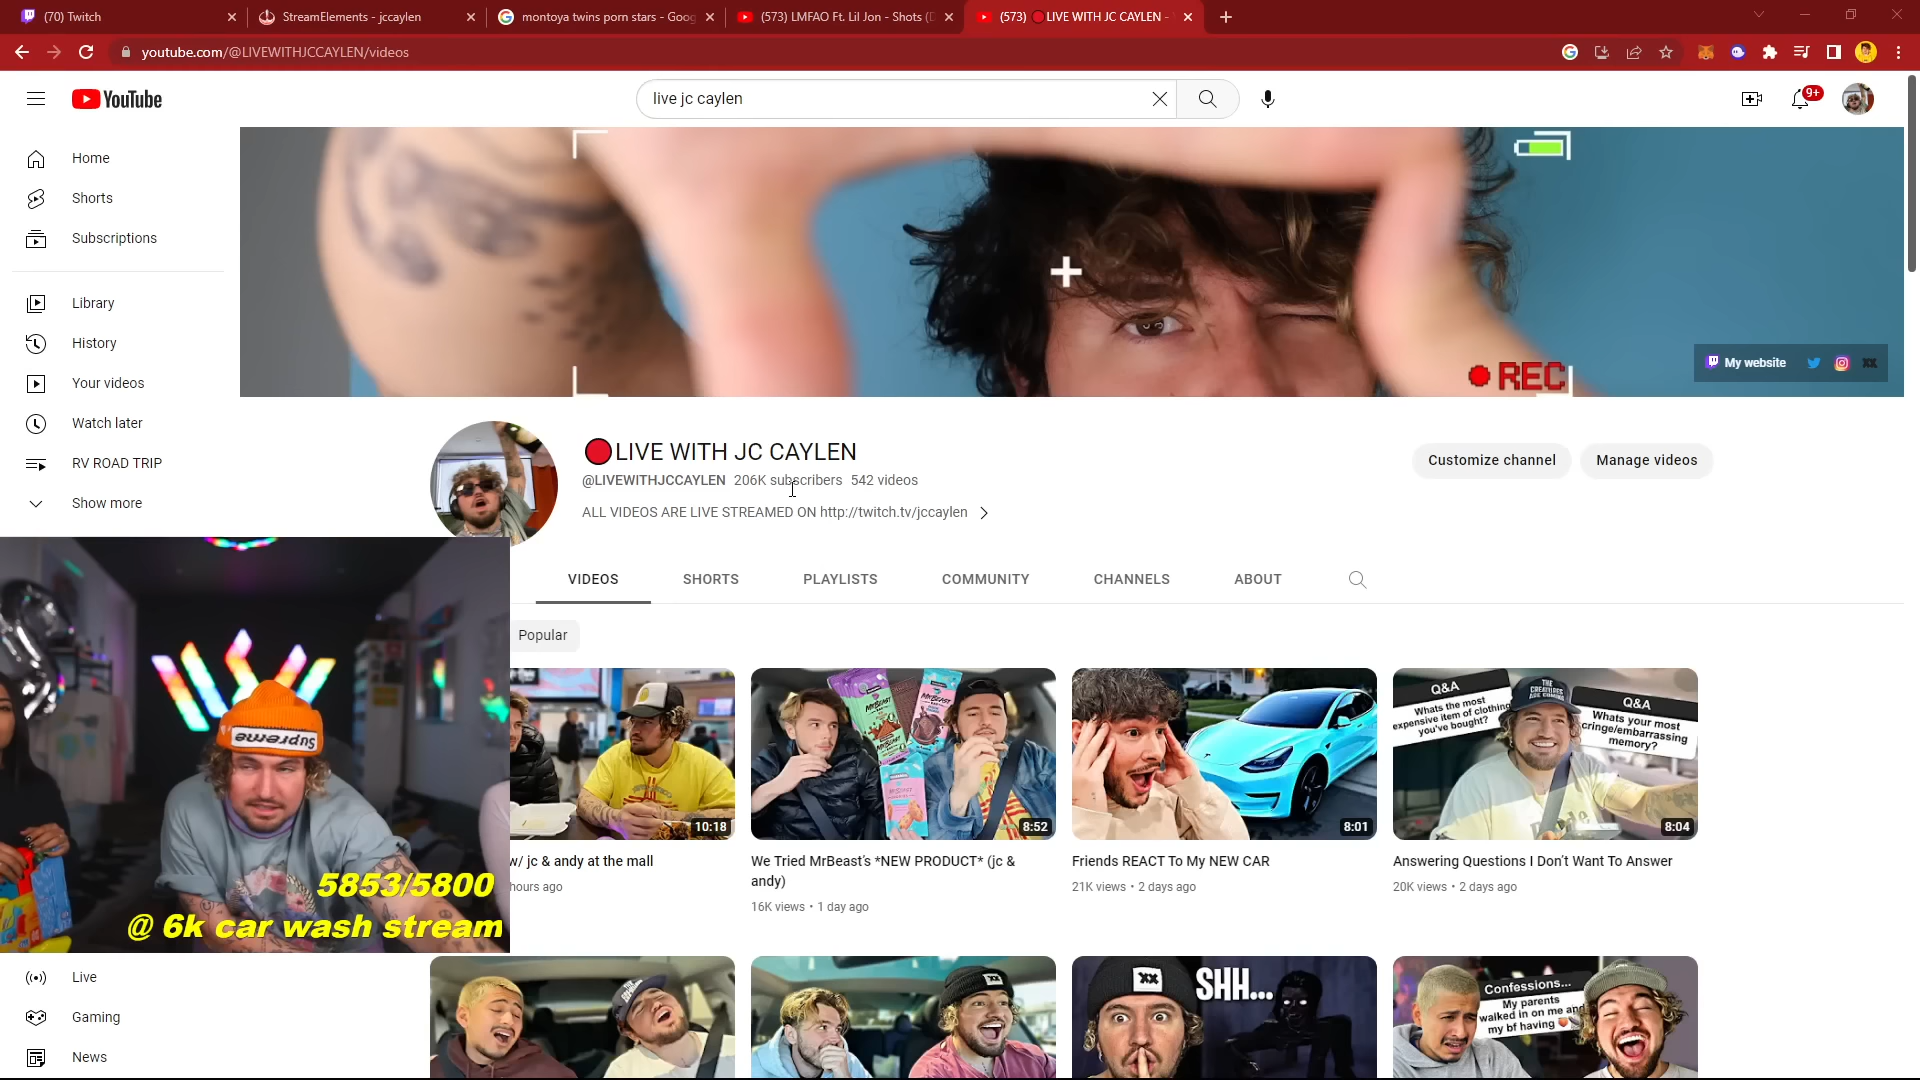 (70) Twitch
StreamElements - jccaylen
montoya twins porn stars - Goog
(573) LMFAO Ft. Lil Jon - Shots (
(573) 🔴LIVE WITH JC CAYLEN -
youtube.com/@LIVEWITHJCCAYLEN/videos
YouTube
live jc caylen
9+
Home
Shorts
Subscriptions
Library
History
Your videos
Watch later
RV ROAD TRIP
Show more
REC
My website
🔴LIVE WITH JC CAYLEN
@LIVEWITHJCCAYLEN 206K subscribers 542 videos
ALL VIDEOS ARE LIVE STREAMED ON http://twitch.tv/jccaylen
Customize channel
Manage videos
VIDEOS
SHORTS
PLAYLISTS
COMMUNITY
CHANNELS
ABOUT
Popular
Supreme
5853/5800
@ 6k car wash stream
10:18
w/ jc & andy at the mall
hours ago
8:52
We Tried MrBeast's *NEW PRODUCT* (jc &
andy)
16K views • 1 day ago
8:01
Friends REACT To My NEW CAR
21K views • 2 days ago
Q&A
Whats the most
expensive item of clothing
you've bought?
THE
CREATURES
ARE COMING
Q&A
Whats your most
cringe/embarrassing
memory?
8:04
Answering Questions I Don't Want To Answer
20K views • 2 days ago
Live
Gaming
News
XX
XX
SHH...
Confessions...
My parents
walked in on me and
my bf having